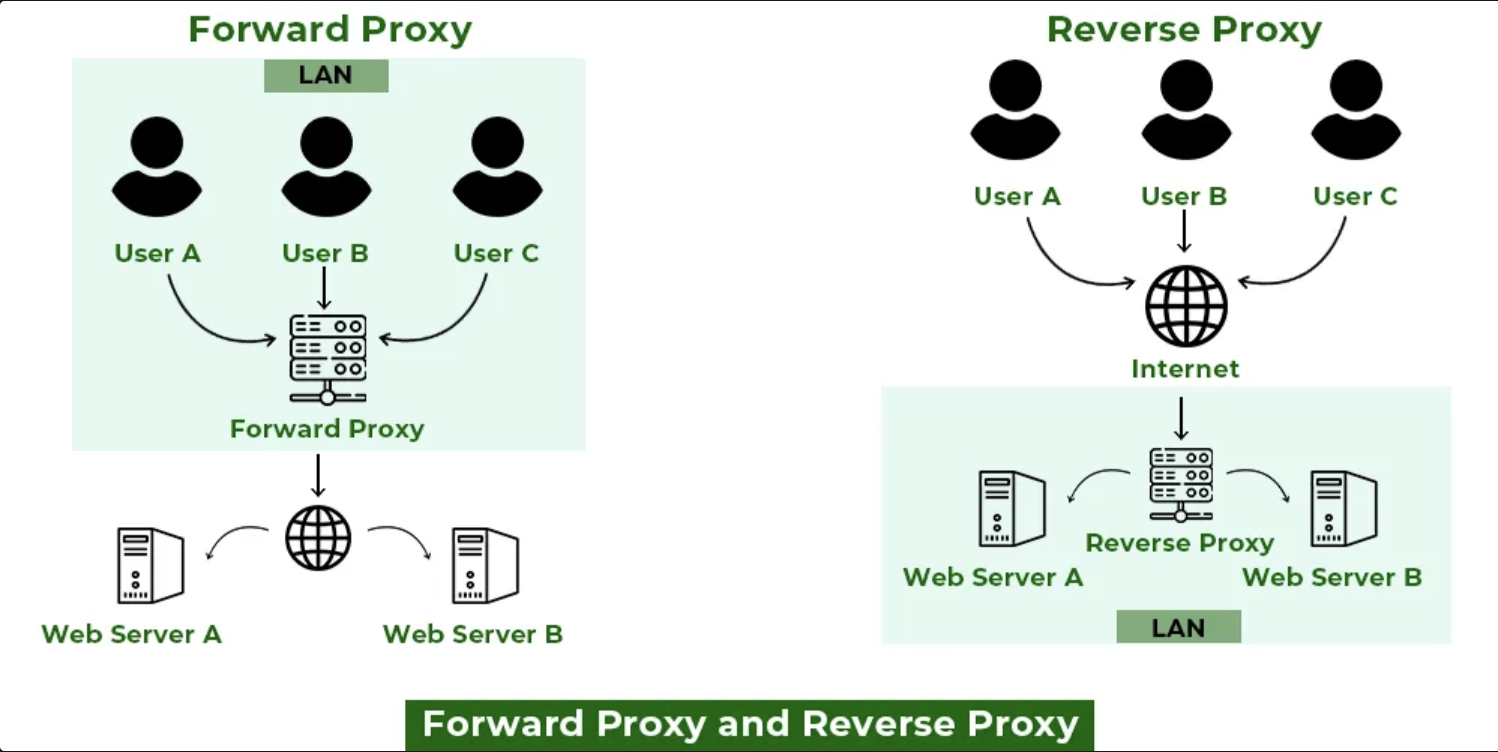 Forward Proxy
LAN
User A
User B
User C
Forward Proxy
Web Server A
Web Server B
Reverse Proxy
User A
User B
User C
Internet
Reverse Proxy
Web Server A
Web Server B
LAN
Forward Proxy and Reverse Proxy